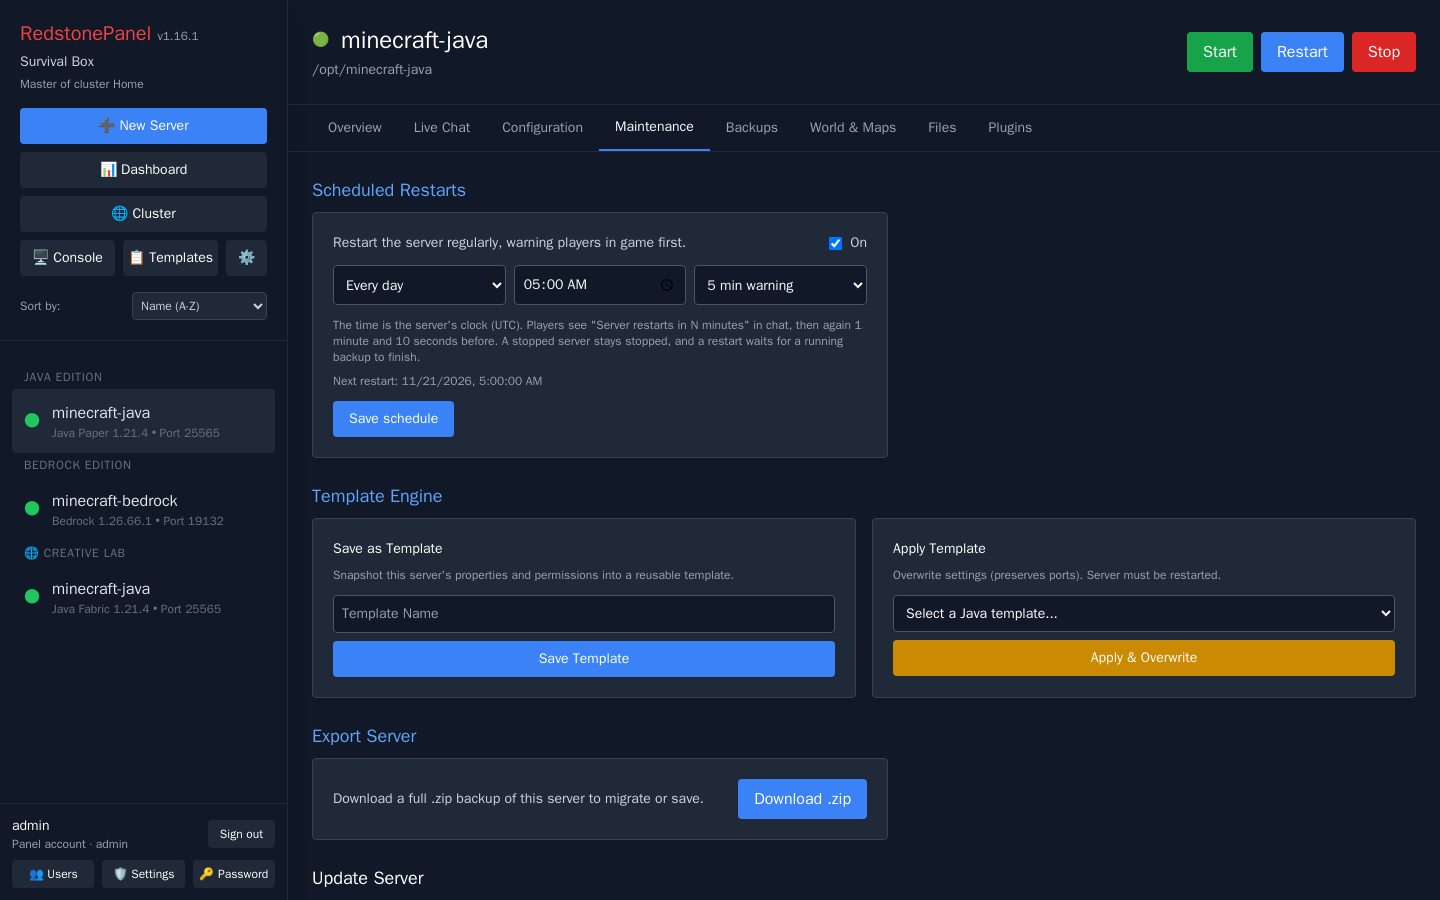 RedstonePanel v1.16.1
Survival Box
Master of cluster Home
➕ New Server
📊 Dashboard
🌐 Cluster
🖥️ Console
📋 Templates
⚙️
Sort by:
Name (A-Z)
JAVA EDITION
minecraft-java
Java Paper 1.21.4 • Port 25565
BEDROCK EDITION
minecraft-bedrock
Bedrock 1.26.66.1 • Port 19132
🌐 CREATIVE LAB
minecraft-java
Java Fabric 1.21.4 • Port 25565
admin
Panel account · admin
Sign out
👥 Users
🛡️ Settings
🔑 Password
minecraft-java
/opt/minecraft-java
Start
Restart
Stop
Overview
Live Chat
Configuration
Maintenance
Backups
World & Maps
Files
Plugins
Scheduled Restarts
Restart the server regularly, warning players in game first.
On
Every day
05:00 AM
5 min warning
The time is the server's clock (UTC). Players see "Server restarts in N minutes" in chat, then again 1
minute and 10 seconds before. A stopped server stays stopped, and a restart waits for a running
backup to finish.
Next restart: 11/21/2026, 5:00:00 AM
Save schedule
Template Engine
Save as Template
Snapshot this server's properties and permissions into a reusable template.
Template Name
Save Template
Apply Template
Overwrite settings (preserves ports). Server must be restarted.
Select a Java template...
Apply & Overwrite
Export Server
Download a full .zip backup of this server to migrate or save.
Download .zip
Update Server